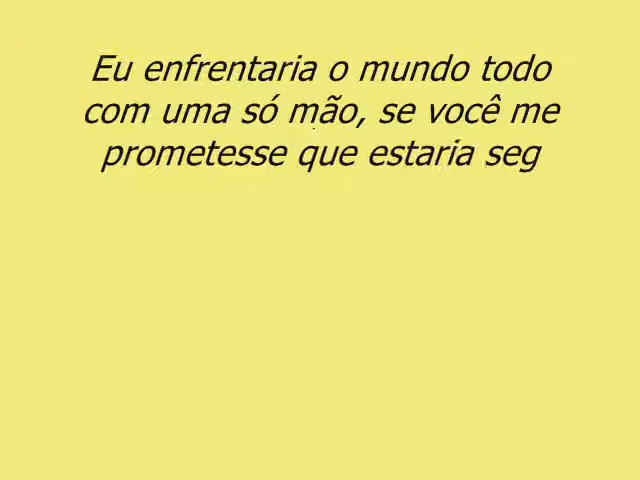 Eu enfrentaria o mundo todo
com uma só mão, se você me
prometesse que estaria seg